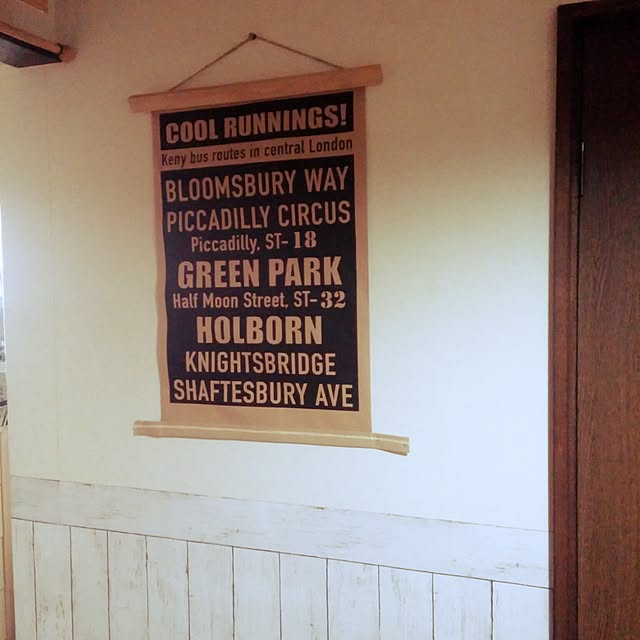 COOL RUNNINGS!
Keny bus routes in central London
BLOOMSBURY WAY
PICCADILLY CIRCUS
Piccadilly, ST-18
GREEN PARK
Half Moon Street, ST-32
HOLBORN
KNIGHTSBRIDGE
SHAFTESBURY AVE